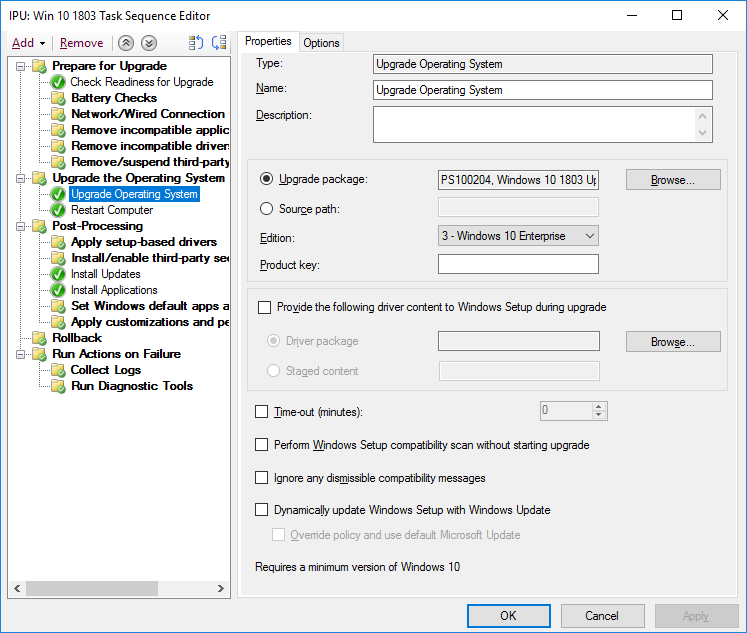 IPU: Win 10 1803 Task Sequence Editor
Add Remove
Prepare for Upgrade
Check Readiness for Upgrade
Battery Checks
Network/Wired Connection
Remove incompatible applic
Remove incompatible driver
Remove/suspend third-party
Upgrade the Operating System
Upgrade Operating System
Restart Computer
Post-Processing
Apply setup-based drivers
Install/enable third-party sec
Install Updates
Install Applications
Set Windows default apps a
Apply customizations and pe
Rollback
Run Actions on Failure
Collect Logs
Run Diagnostic Tools
Properties Options
Type: Upgrade Operating System
Name: Upgrade Operating System
Description:
Upgrade package: PS100204, Windows 10 1803 Up Browse...
Source path:
Edition: 3 - Windows 10 Enterprise
Product key:
Provide the following driver content to Windows Setup during upgrade
Driver package Browse...
Staged content
Time-out (minutes): 0
Perform Windows Setup compatibility scan without starting upgrade
Ignore any dismissible compatibility messages
Dynamically update Windows Setup with Windows Update
Override policy and use default Microsoft Update
Requires a minimum version of Windows 10
OK Cancel Apply